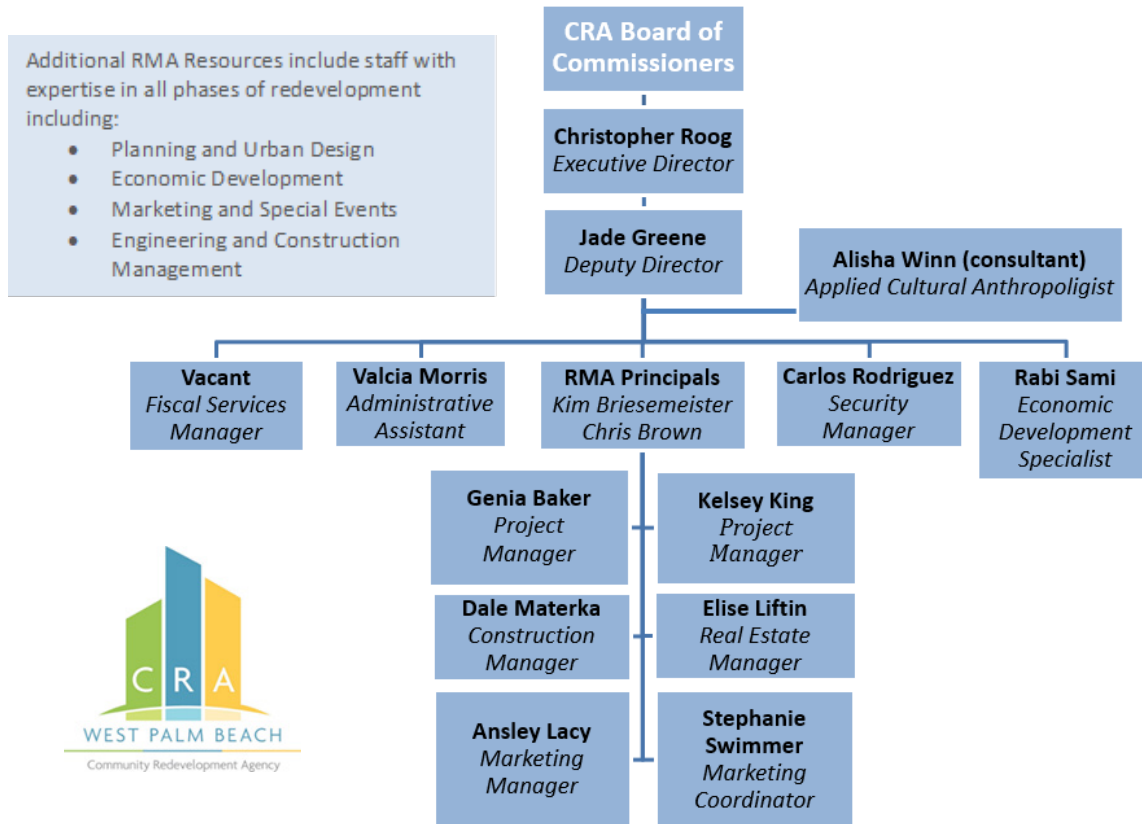 Additional RMA Resources include staff with
expertise in all phases of redevelopment
including:
• Planning and Urban Design
• Economic Development
• Marketing and Special Events
• Engineering and Construction
Management
CRA Board of
Commissioners
Christopher Roog
Executive Director
Jade Greene
Deputy Director
Alisha Winn (consultant)
Applied Cultural Anthropoligist
Vacant
Fiscal Services
Manager
Valcia Morris
Administrative
Assistant
RMA Principals
Kim Briesemeister
Chris Brown
Carlos Rodriguez
Security
Manager
Rabi Sami
Economic
Development
Specialist
Genia Baker
Project
Manager
Kelsey King
Project
Manager
Dale Materka
Construction
Manager
Elise Liftin
Real Estate
Manager
Ansley Lacy
Marketing
Manager
Stephanie
Swimmer
Marketing
Coordinator
CRA
WEST PALM BEACH
Community Redevelopment Agency